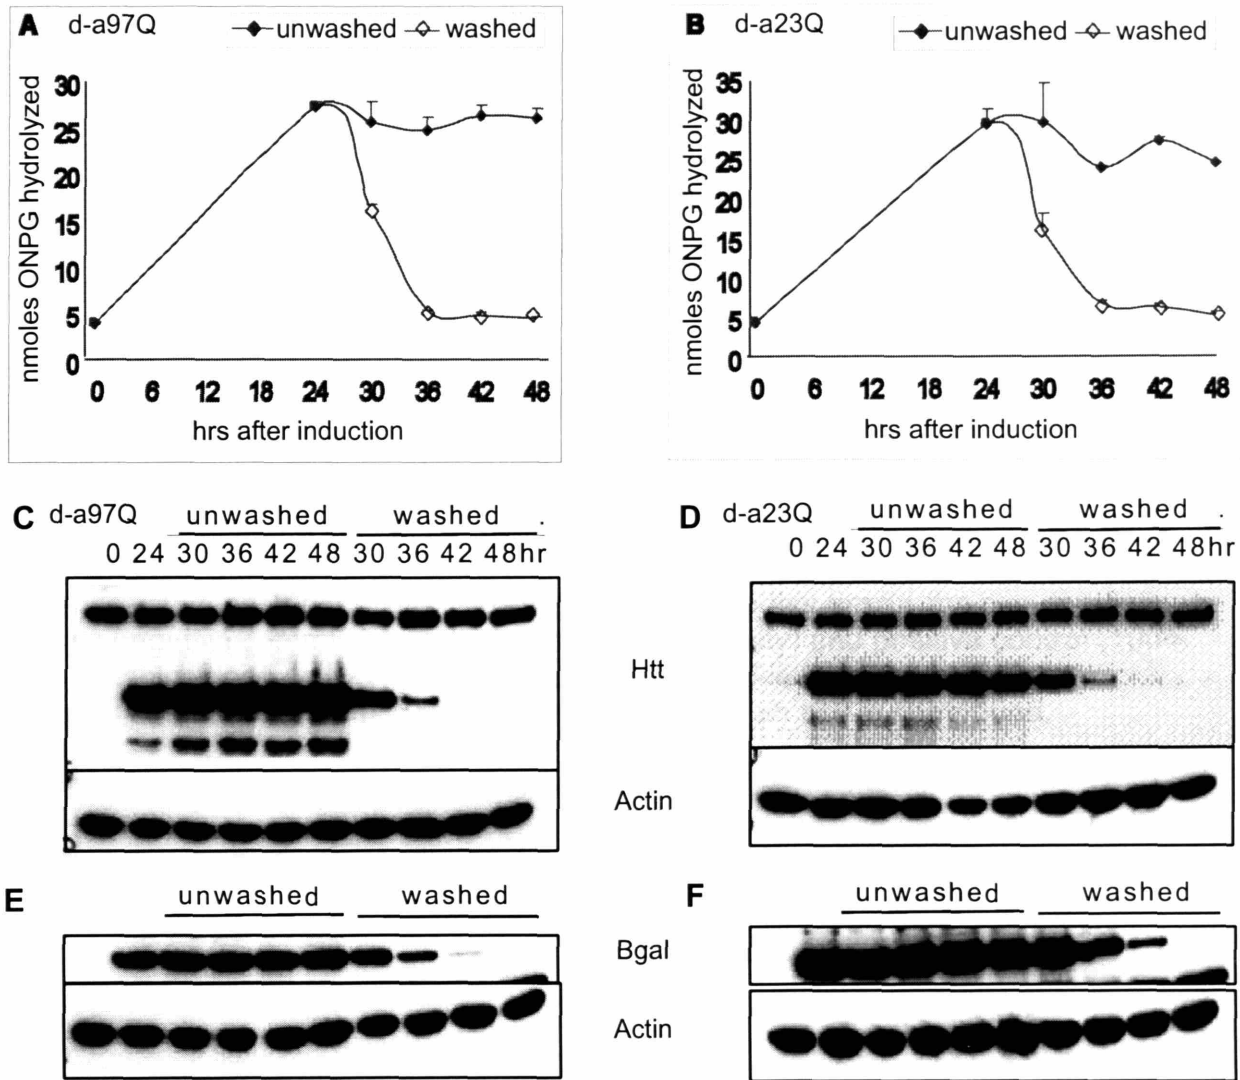 A d-a97Q unwashed washed
nmoles ONPG hydrolyzed
30
25
20
15
10
5
0
0 6 12 18 24 30 36 42 48
hrs after induction
B d-a23Q unwashed washed
nmoles ONPG hydrolyzed
35
30
25
20
15
10
5
0
0 6 12 18 24 30 36 42 48
hrs after induction
C d-a97Q unwashed washed .
0 24 30 36 42 48 30 36 42 48hr
D d-a23Q unwashed washed .
0 24 30 36 42 48 30 36 42 48hr
Htt
Actin
E unwashed washed
F unwashed washed
Bgal
Actin